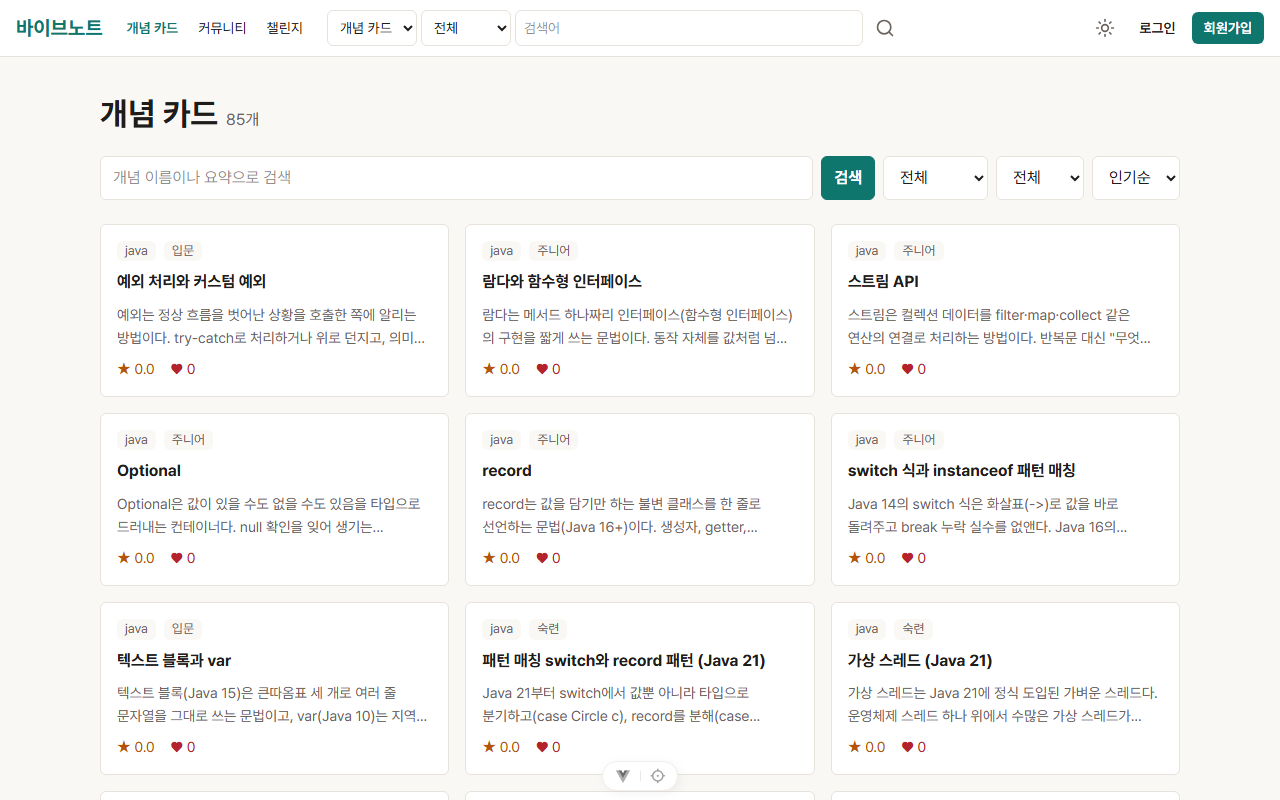 바이브노트 개념 카드 커뮤니티 챌린지 개념 카드 전체 검색어 로그인 회원가입
개념 카드 85개
개념 이름이나 요약으로 검색 검색 전체 전체 인기순
java 입문
예외 처리와 커스텀 예외
예외는 정상 흐름을 벗어난 상황을 호출한 쪽에 알리는
방법이다. try-catch로 처리하거나 위로 던지고, 의미...
★ 0.0 ♥ 0
java 주니어
람다와 함수형 인터페이스
람다는 메서드 하나짜리 인터페이스(함수형 인터페이스)
의 구현을 짧게 쓰는 문법이다. 동작 자체를 값처럼 넘...
★ 0.0 ♥ 0
java 주니어
스트림 API
스트림은 컬렉션 데이터를 filter·map·collect 같은
연산의 연결로 처리하는 방법이다. 반복문 대신 "무엇...
★ 0.0 ♥ 0
java 주니어
Optional
Optional은 값이 있을 수도 없을 수도 있음을 타입으로
드러내는 컨테이너다. null 확인을 잊어 생기는...
★ 0.0 ♥ 0
java 주니어
record
record는 값을 담기만 하는 불변 클래스를 한 줄로
선언하는 문법(Java 16+)이다. 생성자, getter,...
★ 0.0 ♥ 0
java 주니어
switch 식과 instanceof 패턴 매칭
Java 14의 switch 식은 화살표(->)로 값을 바로
돌려주고 break 누락 실수를 없앤다. Java 16의...
★ 0.0 ♥ 0
java 입문
텍스트 블록과 var
텍스트 블록(Java 15)은 큰따옴표 세 개로 여러 줄
문자열을 그대로 쓰는 문법이고, var(Java 10)는 지역...
★ 0.0 ♥ 0
java 숙련
패턴 매칭 switch와 record 패턴 (Java 21)
Java 21부터 switch에서 값뿐 아니라 타입으로
분기하고(case Circle c), record를 분해(case...
★ 0.0 ♥ 0
java 숙련
가상 스레드 (Java 21)
가상 스레드는 Java 21에 정식 도입된 가벼운 스레드다.
운영체제 스레드 하나 위에서 수많은 가상 스레드가...
★ 0.0 ♥ 0